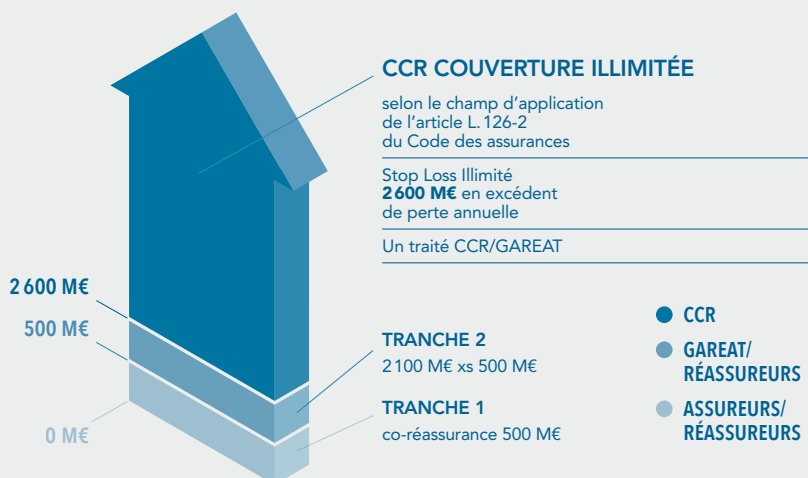 CCR COUVERTURE ILLIMITÉE
selon le champ d'application
de l'article L. 126-2
du Code des assurances
Stop Loss Illimité
2 600 M€ en excédent
de perte annuelle
Un traité CCR/GAREAT
2 600 M€
500 M€
0 M€
TRANCHE 2
2 100 M€ xs 500 M€
TRANCHE 1
co-réassurance 500 M€
CCR
GAREAT/
RÉASSUREURS
ASSUREURS/
RÉASSUREURS